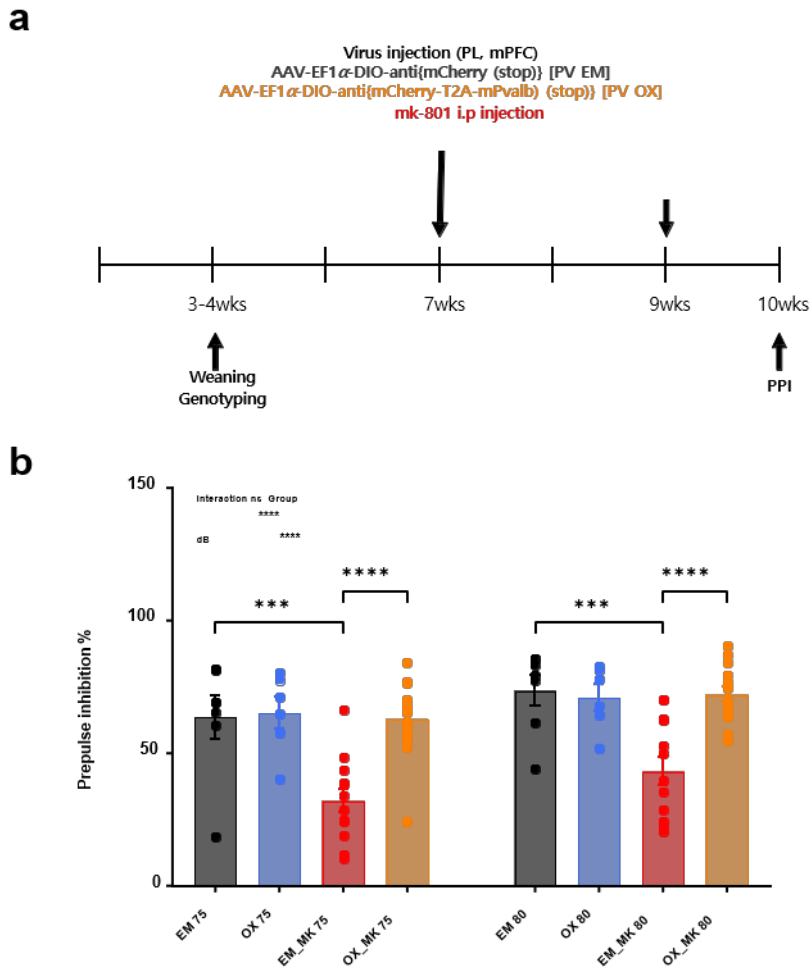 a
Virus injection (PL, mPFC)
AAV-EF1α-DIO-anti{mCherry (stop)} [PV EM]
AAV-EF1α-DIO-anti{mCherry-T2A-mPvalb) (stop)} [PV OX]
mk-801 i.p injection
3-4wks 7wks 9wks 10wks
Weaning
Genotyping
PPI
b
150
Interaction ns Group
****
dB ****
**** ****
*** ***
100
Prepulse inhibition %
50
0
EM 75 OX 75 EM_MK 75 OX_MK 75 EM 80 OX 80 EM_MK 80 OX_MK 80